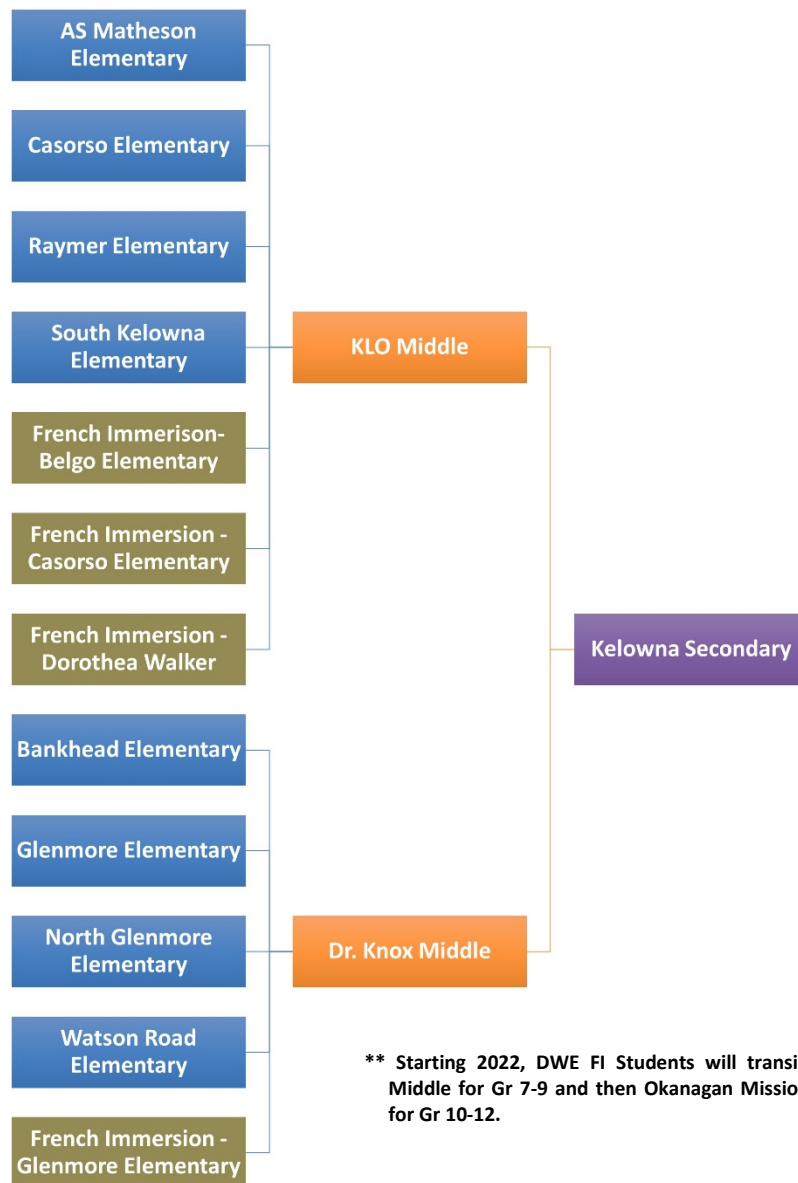 AS Matheson
Elementary
Casorso Elementary
Raymer Elementary
South Kelowna
Elementary
KLO Middle
French Immerison-
Belgo Elementary
French Immersion -
Casorso Elementary
French Immersion -
Dorothea Walker
Kelowna Secondary
Bankhead Elementary
Glenmore Elementary
North Glenmore
Elementary
Dr. Knox Middle
Watson Road
Elementary
French Immersion -
Glenmore Elementary
** Starting 2022, DWE FI Students will transi
Middle for Gr 7-9 and then Okanagan Missio
for Gr 10-12.